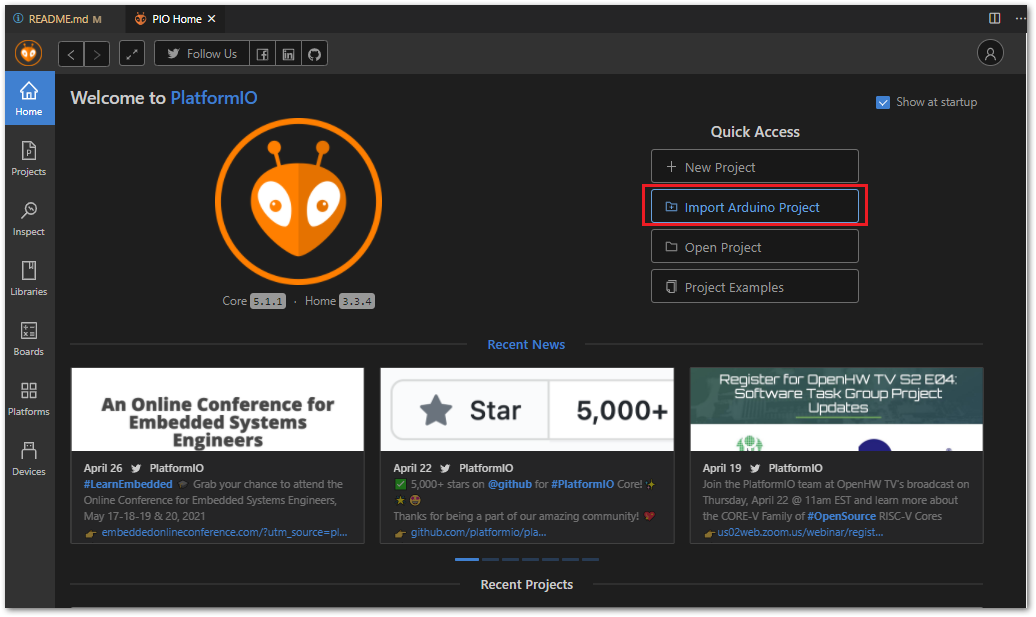 README.md M
PIO Home
Follow Us
Home
Projects
Inspect
Libraries
Boards
Platforms
Devices
Welcome to PlatformIO
Show at startup
Core 5.1.1 · Home 3.3.4
Quick Access
New Project
Import Arduino Project
Open Project
Project Examples
Recent News
An Online Conference for
Embedded Systems
Engineers
April 26 PlatformIO
#LearnEmbedded Grab your chance to attend the
Online Conference for Embedded Systems Engineers,
May 17-18-19 & 20, 2021
embeddedonlineconference.com/?utm_source=pl...
Star 5,000+
April 22 PlatformIO
5,000+ stars on @github for #PlatformIO Core!
Thanks for being a part of our amazing community!
github.com/platformio/pla...
Register for OpenHW TV S2 E04:
Software Task Group Project
Updates
April 19 PlatformIO
Join the PlatformIO team at OpenHW TV's broadcast on
Thursday, April 22 @ 11am EST and learn more about
the CORE-V Family of #OpenSource RISC-V Cores
us02web.zoom.us/webinar/regist...
Recent Projects